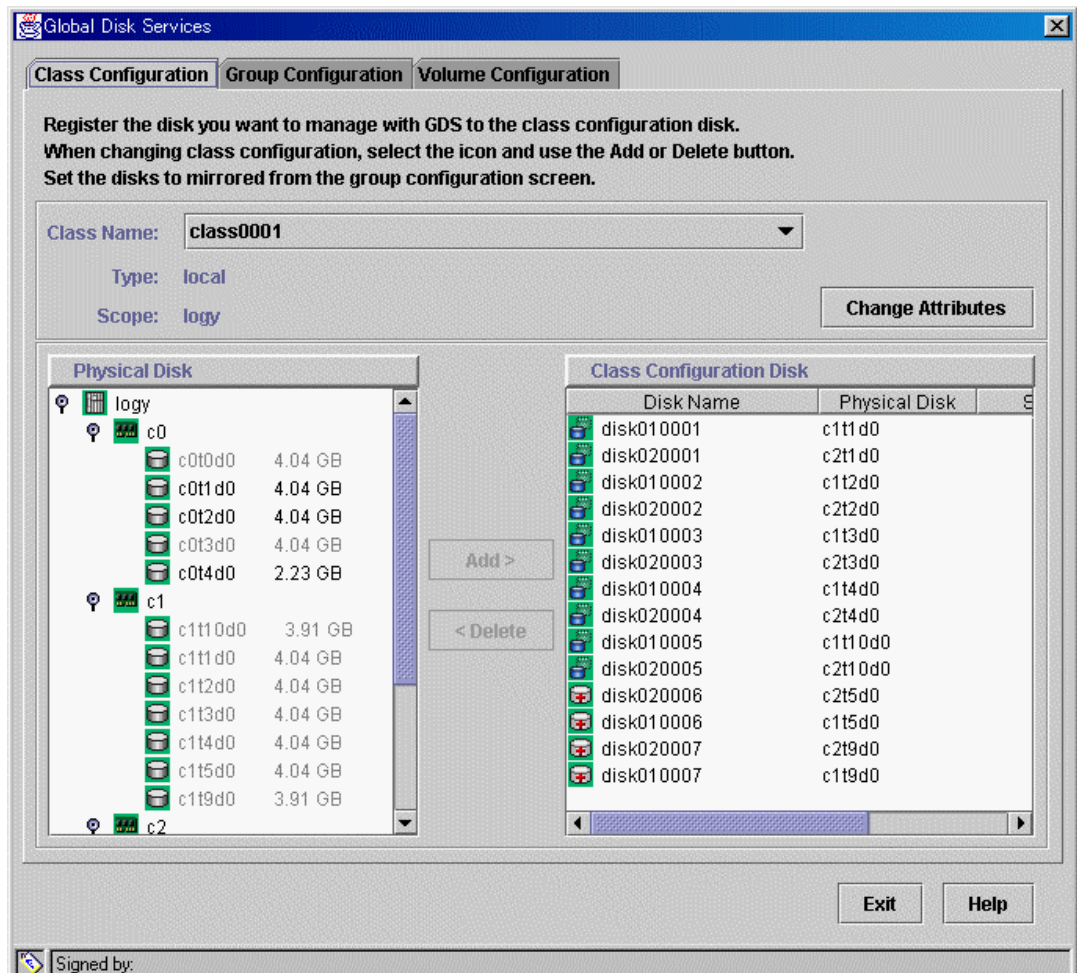 Global Disk Services
Class Configuration Group Configuration Volume Configuration
Register the disk you want to manage with GDS to the class configuration disk.
When changing class configuration, select the icon and use the Add or Delete button.
Set the disks to mirrored from the group configuration screen.
Class Name: class0001
Type: local
Scope: logy
Change Attributes
Physical Disk
logy
c0
c0t0d0 4.04 GB
c0t1d0 4.04 GB
c0t2d0 4.04 GB
c0t3d0 4.04 GB
c0t4d0 2.23 GB
c1
c1t10d0 3.91 GB
c1t1d0 4.04 GB
c1t2d0 4.04 GB
c1t3d0 4.04 GB
c1t4d0 4.04 GB
c1t5d0 4.04 GB
c1t9d0 3.91 GB
c2
Add >
< Delete
Class Configuration Disk
Disk Name Physical Disk
disk010001 c1t1d0
disk020001 c2t1d0
disk010002 c1t2d0
disk020002 c2t2d0
disk010003 c1t3d0
disk020003 c2t3d0
disk010004 c1t4d0
disk020004 c2t4d0
disk010005 c1t10d0
disk020005 c2t10d0
disk020006 c2t5d0
disk010006 c1t5d0
disk020007 c2t9d0
disk010007 c1t9d0
Exit Help
Signed by: